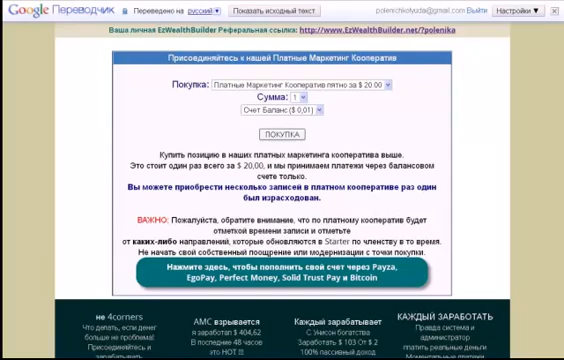 Google Переводчик Переведено на русский Показать исходный текст polenichkolyuda@gmail.com Выйти Настройки
Ваша личная EzWealthBuilder Реферальная ссылка: http://www.EzWealthBuilder.net/?polenika
Присоединяйтесь к нашей Платные Маркетинг Кооператив
Покупка: Платные Маркетинг Кооператив пятно за $ 20.00
Сумма: 1
Счет Баланс ($ 0,01)
ПОКУПКА
Купить позицию в наших платных маркетинга кооператива выше.
Это стоит один раз всего за $ 20,00, и мы принимаем платежи через балансовом
счете только.
Вы можете приобрести несколько записей в платном кооперативе раз один
был израсходован.
ВАЖНО: Пожалуйста, обратите внимание, что по платному кооператив будет
отметкой времени записи и отметьте
от каких-либо направлений, которые обновляются в Starter по членству в то время.
Не начать свой собственный поощрение или модернизации с точки покупки.
Нажмите здесь, чтобы пополнить свой счет через Payza,
EgoPay, Perfect Money, Solid Trust Pay и Bitcoin
не 4corners
Что делать, если денег
больше не проблема!
Присоединяйтесь и
зарабатывать
АМС взрывается
я заработал $ 404,62
В последние 48 часов
это HOT !!!
Каждый зарабатывает
С Унисон богатства
Заработать $ 103 От $ 2
100% пассивный доход
КАЖДЫЙ ЗАРАБОТАТЬ
Правда система и
администратор
платить реальные деньги
Моментальные платежи